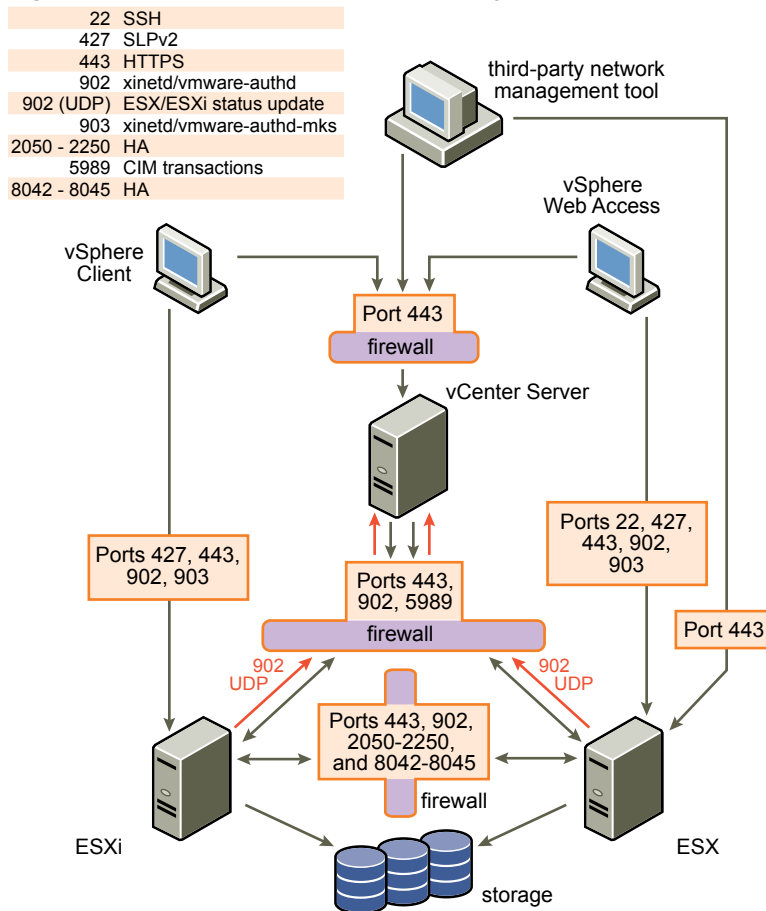 22 SSH
427 SLPv2
443 HTTPS
902 xinetd/vmware-authd
902 (UDP) ESX/ESXi status update
903 xinetd/vmware-authd-mks
2050 - 2250 HA
5989 CIM transactions
8042 - 8045 HA
third-party network
management tool
vSphere
Web Access
vSphere
Client
Port 443
firewall
vCenter Server
Ports 427, 443,
902, 903
Ports 22, 427,
443, 902,
903
Ports 443,
902, 5989
firewall
Port 443
902
UDP
902
UDP
Ports 443, 902,
2050-2250,
and 8042-8045
firewall
ESXi
ESX
storage